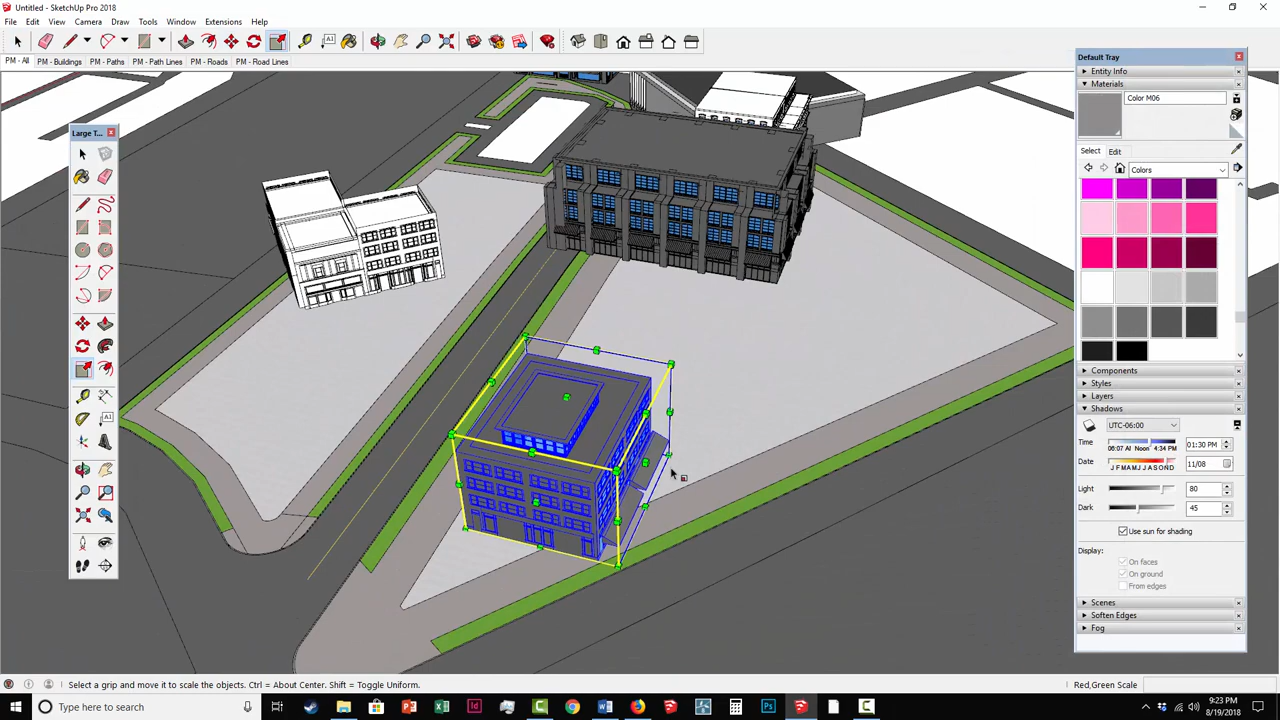 Untitled - SketchUp Pro 2018
File Edit View Camera Draw Tools Window Extensions Help
PM - All PM - Buildings PM - Paths PM - Path Lines PM - Roads PM - Road Lines
Large T...
Default Tray
Entity Info
Materials
Color M06
Select Edit
Colors
Components
Styles
Layers
Shadows
UTC-06:00
Time 06:07 AM Noon 4:34 PM 01:30 PM
Date J F M A M J J A S O N D 11/08
Light 80
Dark 45
Use sun for shading
Display:
On faces
On ground
From edges
Scenes
Soften Edges
Fog
Select a grip and move it to scale the objects. Ctrl = About Center. Shift = Toggle Uniform.
Red,Green Scale
Type here to search
9:23 PM
8/19/2018